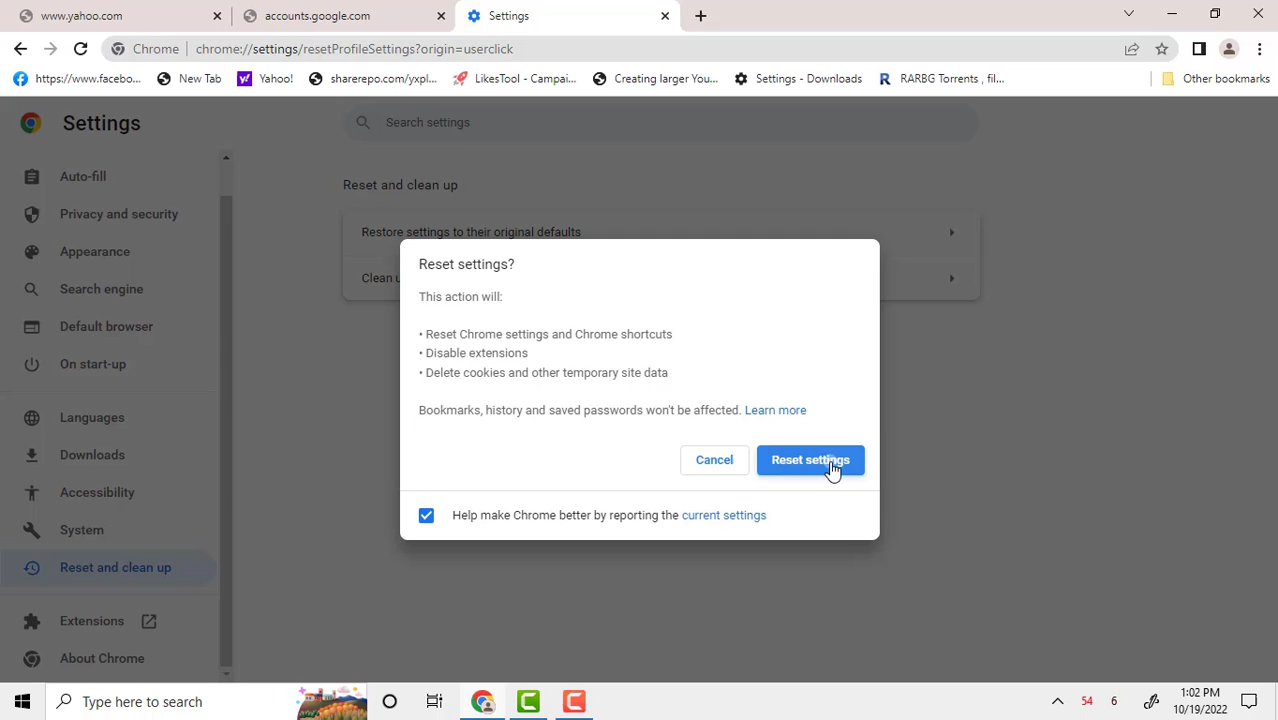 www.yahoo.com
accounts.google.com
Settings
Chrome
chrome://settings/resetProfileSettings?origin=userclick
https://www.facebo...
New Tab
Yahoo!
sharerepo.com/yxpl...
LikesTool - Campai...
Creating larger You...
Settings - Downloads
RARBG Torrents , fil...
Other bookmarks
Settings
Search settings
Auto-fill
Privacy and security
Appearance
Search engine
Default browser
On start-up
Languages
Downloads
Accessibility
System
Reset and clean up
Extensions
About Chrome
Reset and clean up
Restore settings to their original defaults
Clean u
Reset settings?
This action will:
• Reset Chrome settings and Chrome shortcuts
• Disable extensions
• Delete cookies and other temporary site data
Bookmarks, history and saved passwords won't be affected. Learn more
Cancel
Reset settings
Help make Chrome better by reporting the current settings
Type here to search
54
6
1:02 PM
10/19/2022